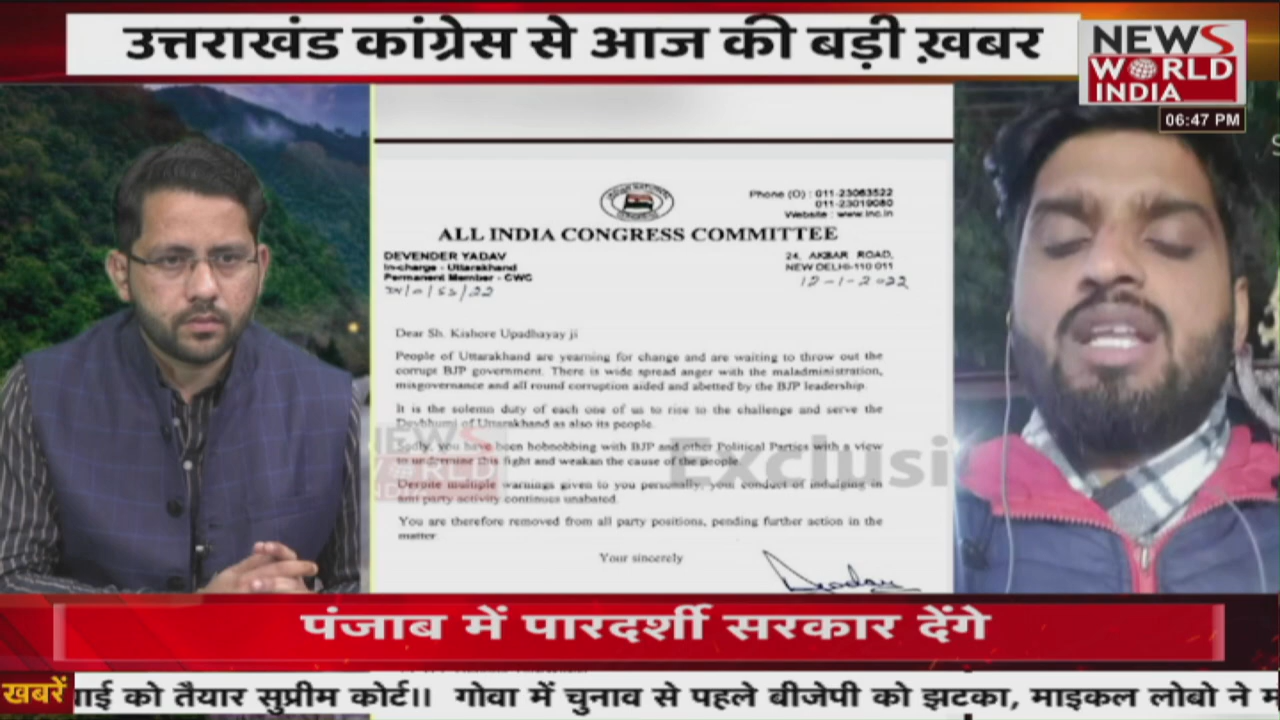 उत्तराखंड कांग्रेस से आज की बड़ी ख़बर
NEWS
WORLD
INDIA
06:47 PM
Phone (O) : 011-23063522
011-23019080
Website : www.inc.in
ALL INDIA CONGRESS COMMITTEE
DEVENDER YADAV
In-charge - Uttarakhand
Permanent Member - CWC
24, AKBAR ROAD,
NEW DELHI-110 011
12-1-2022
Dear Sh. Kishore Upadhayay ji
People of Uttarakhand are yearning for change and are waiting to throw out the
corrupt BJP government. There is wide spread anger with the maladministration,
misgovernance and all round corruption aided and abetted by the BJP leadership.
It is the solemn duty of each one of us to rise to the challenge and serve the
Devbhumi of Uttarakhand as also its people.
you have been hobnobbing with BJP and other Political Parties with a view
to undermine this fight and weakan the cause of the people.
multiple warnings given to you personally, your conduct of indulging in
anti party activity continues unabated.
You are therefore removed from all party positions, pending further action in the
matter
Your sincerely
Exclusi
पंजाब में पारदर्शी सरकार देंगे
खबरें
ाई को तैयार सुप्रीम कोर्ट।। गोवा में चुनाव से पहले बीजेपी को झटका, माइकल लोबो ने